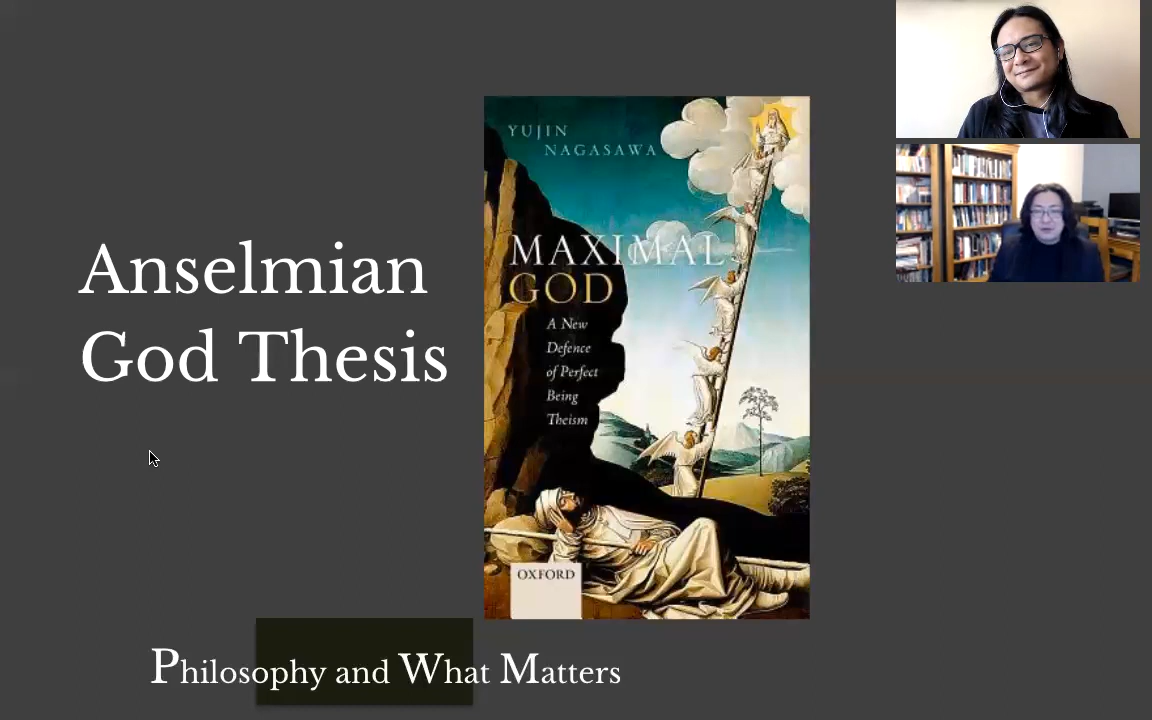 Anselmian
God Thesis
YUJIN
NAGASAWA
MAXIMAL
GOD
A New
Defence
of Perfect
Being
Theism
OXFORD
Philosophy and What Matters